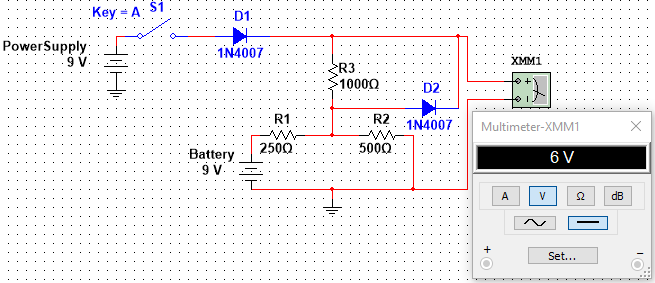 Key = A S1
D1
PowerSupply
9 V
1N4007
XMM1
R3
1000Ω
D2
1N4007
R1
R2
250Ω
500Ω
Battery
9 V
Multimeter-XMM1
6 V
A V Ω dB
+ Set... −